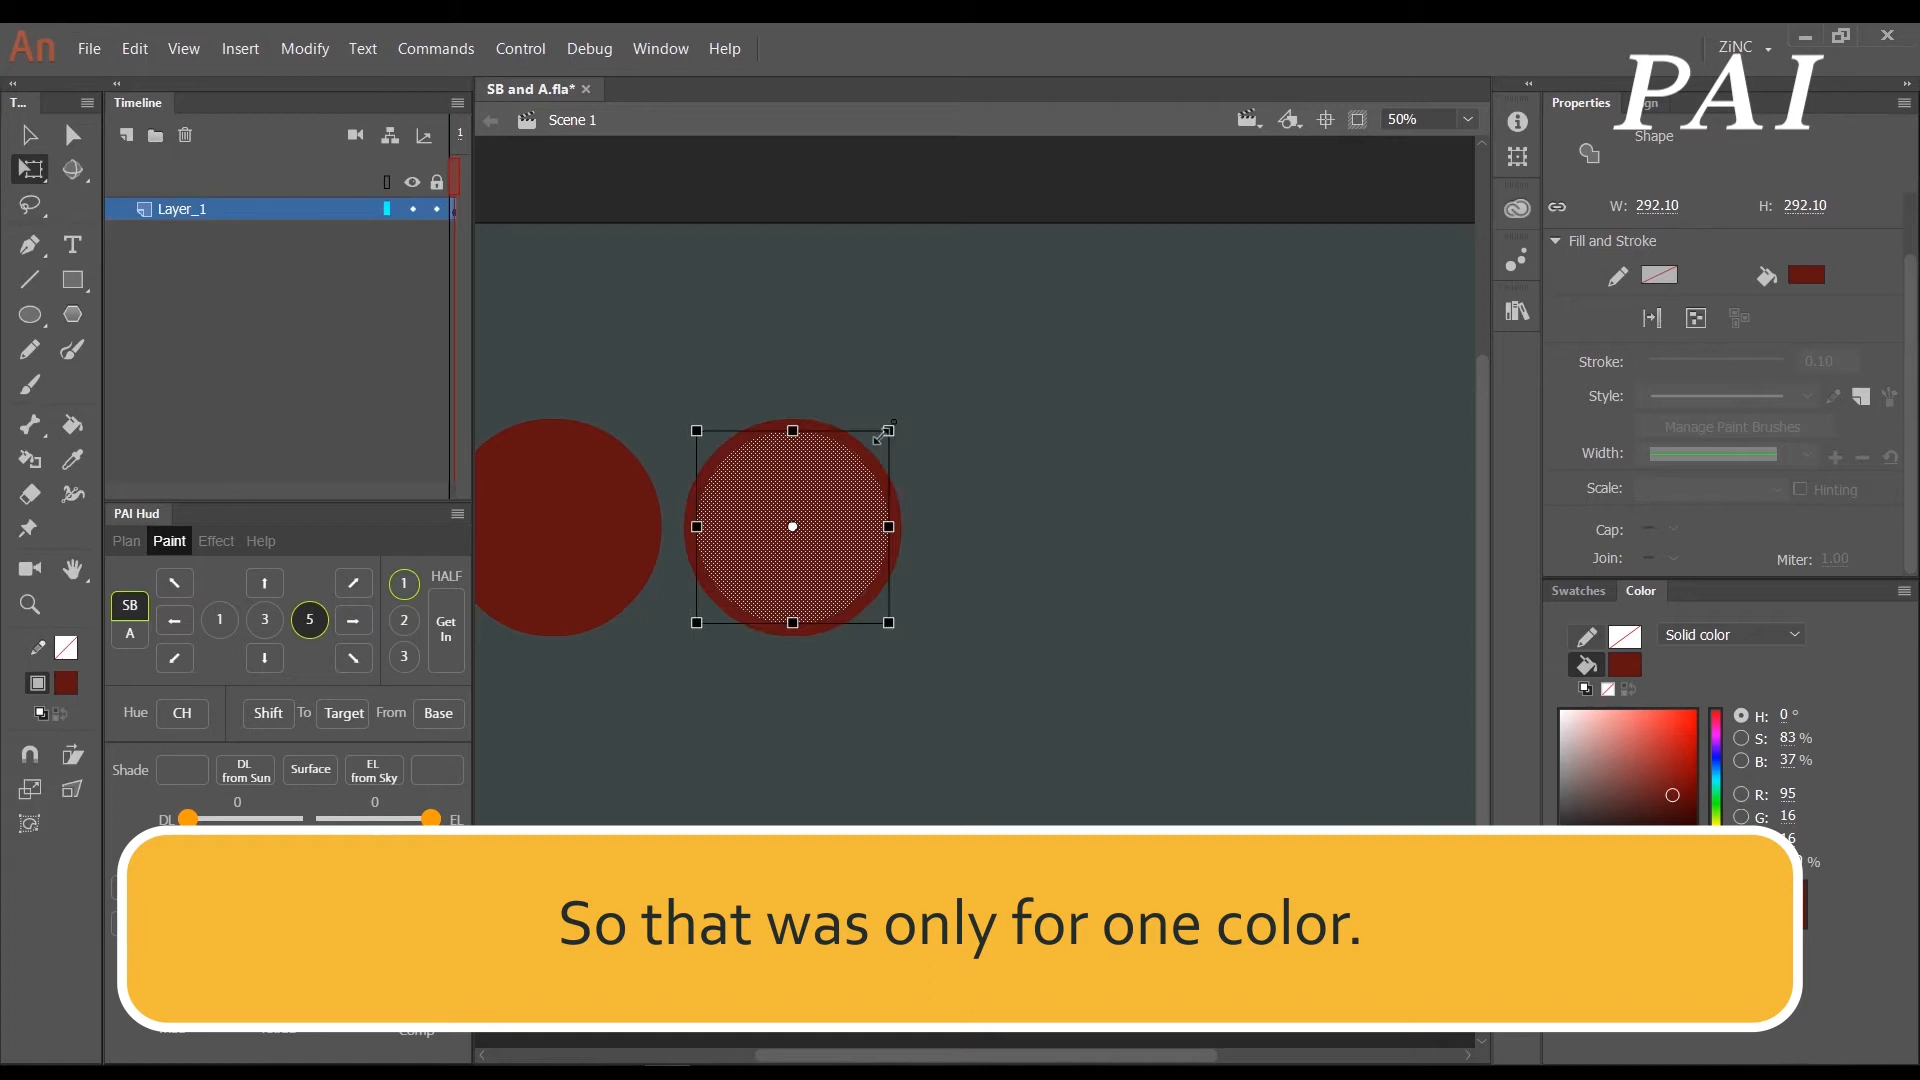 An File Edit View Insert Modify Text Commands Control Debug Window Help ZiNC
PAI
T... Timeline SB and A.fla* Properties
Scene 1 50%
Shape
1
Layer_1
W: 292.10 H: 292.10
Fill and Stroke
Stroke: 0.10
Style:
Manage Paint Brushes
Width:
Scale: Hinting
Cap:
Join: Miter: 1.00
PAI Hud
Plan Paint Effect Help
HALF
SB 1 3 5 1
A 2 Get In
3
Hue CH Shift To Target From Base
Shade DL from Sun Surface EL from Sky
0 0
DL EL
Swatches Color
Solid color
H: 0 °
S: 83 %
B: 37 %
R: 95
G: 16
16
%
So that was only for one color.